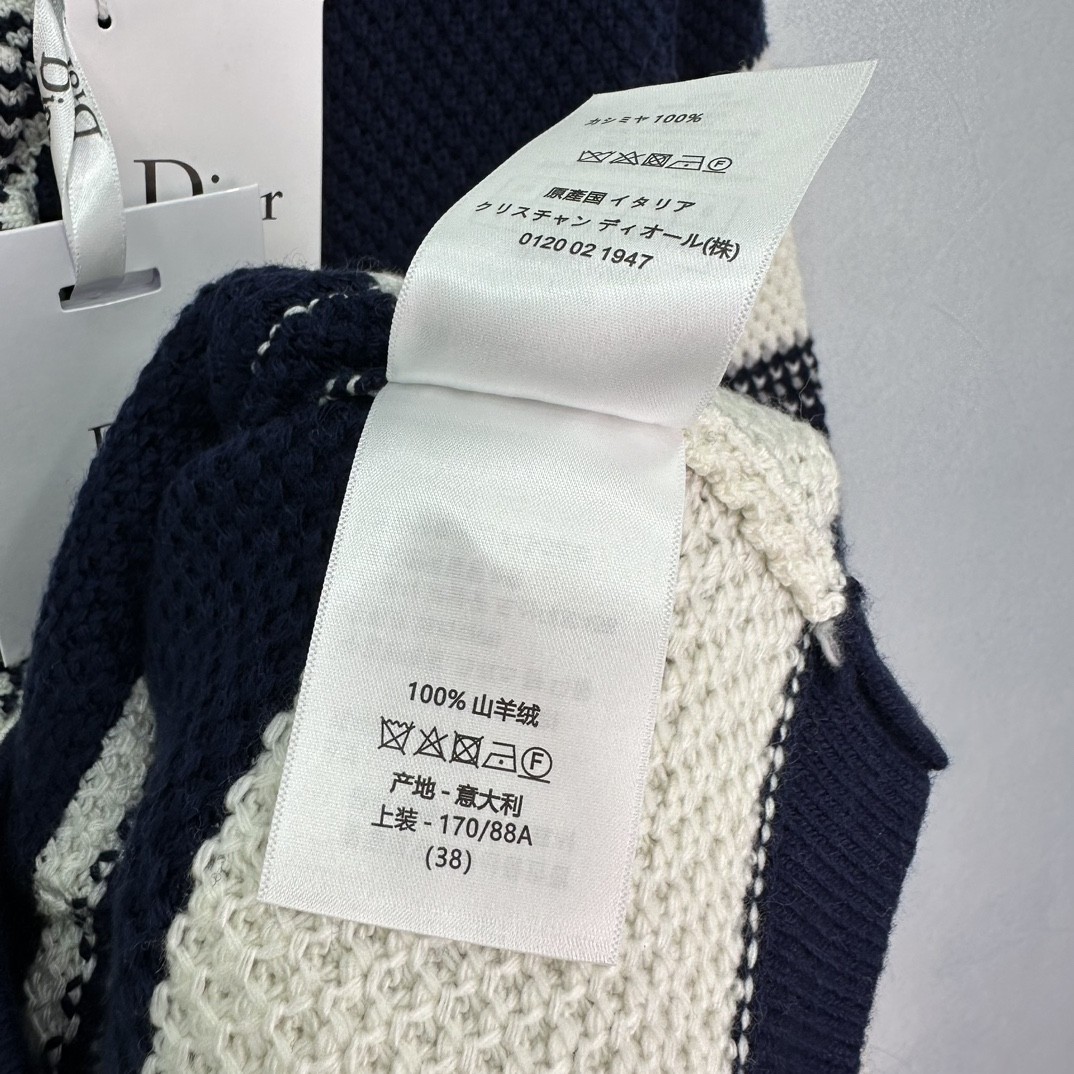 Dior
カシミヤ 100%
原産国 イタリア
クリスチャン ディオール(株)
0120 02 1947
100% 山羊绒
F
产地 - 意大利
上装 - 170/88A
(38)